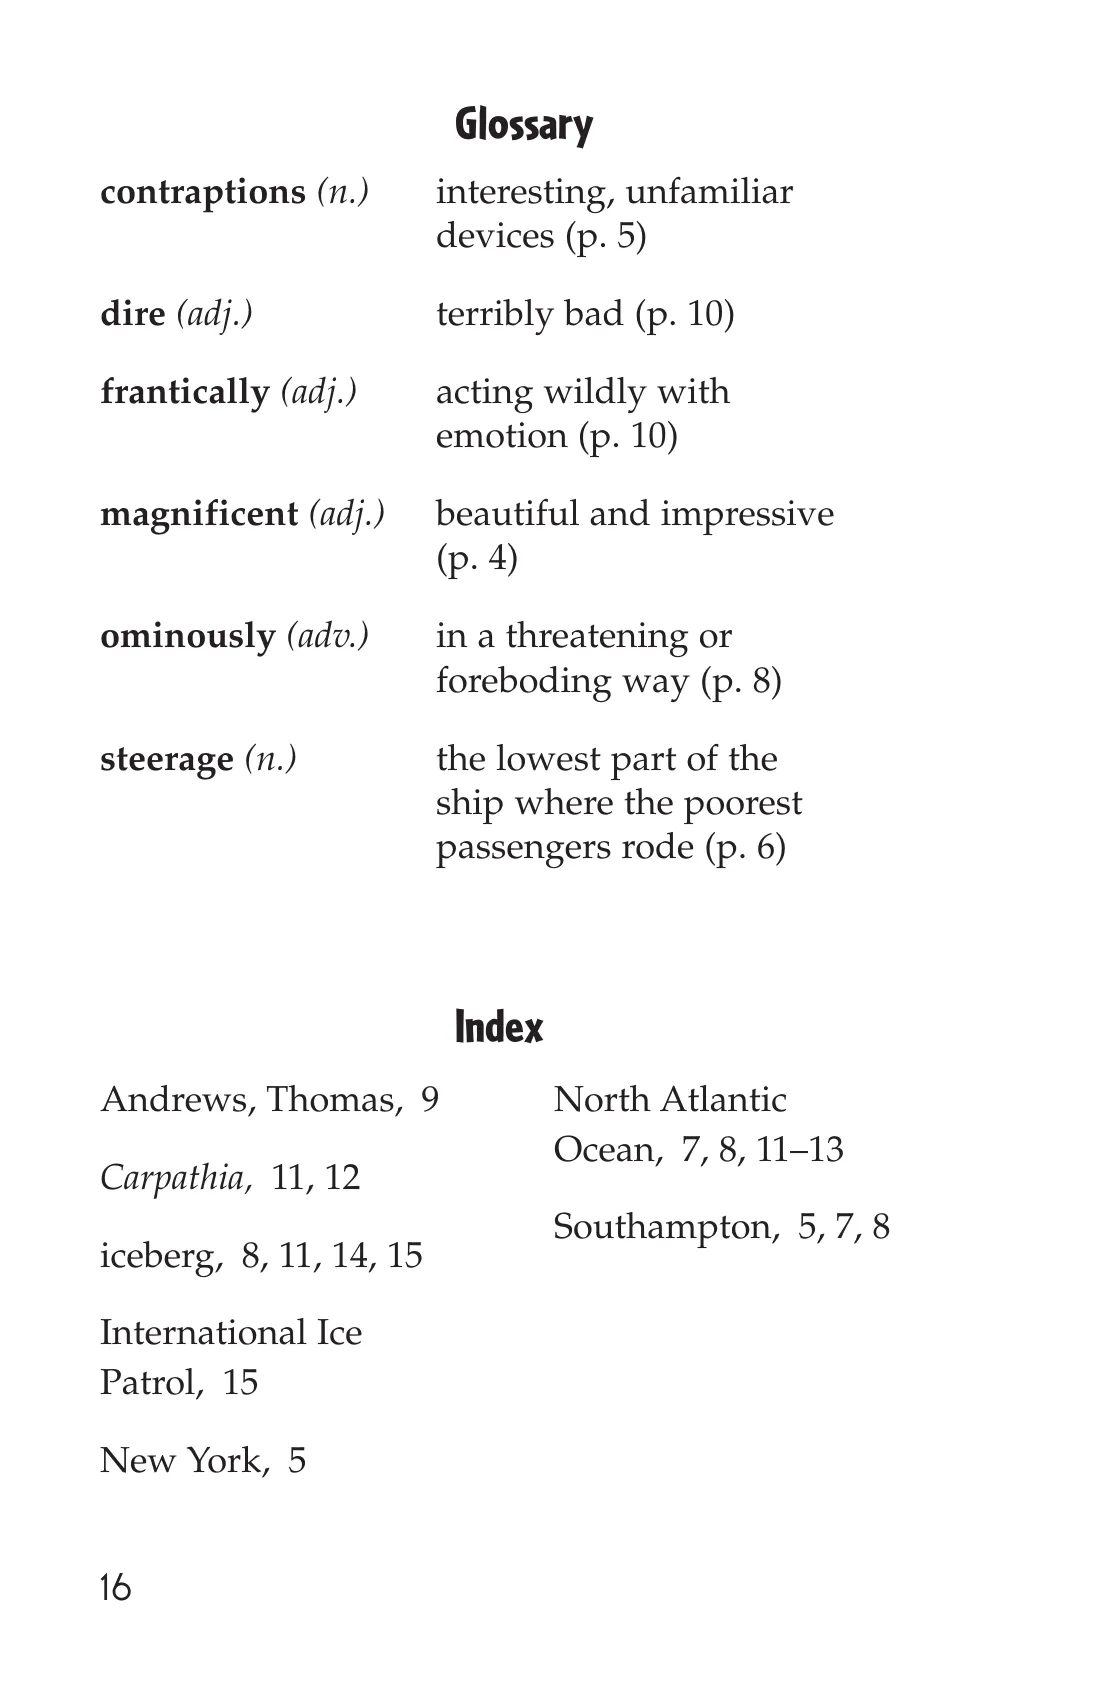 Glossary
contraptions (n.) interesting, unfamiliar
devices (p. 5)
dire (adj.) terribly bad (p. 10)
frantically (adj.) acting wildly with
emotion (p. 10)
magnificent (adj.) beautiful and impressive
(p. 4)
ominously (adv.) in a threatening or
foreboding way (p. 8)
steerage (n.) the lowest part of the
ship where the poorest
passengers rode (p. 6)
Index
Andrews, Thomas, 9
Carpathia, 11, 12
iceberg, 8, 11, 14, 15
International Ice
Patrol, 15
New York, 5
North Atlantic
Ocean, 7, 8, 11–13
Southampton, 5, 7, 8
16